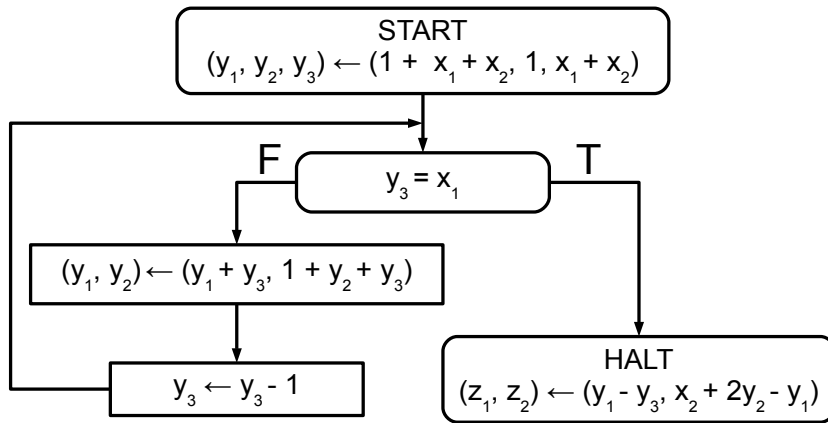 START
(y₁, y₂, y₃) ← (1 + x₁ + x₂, 1, x₁ + x₂)
F
T
y₃ = x₁
(y₁, y₂) ← (y₁ + y₃, 1 + y₂ + y₃)
y₃ ← y₃ - 1
HALT
(z₁, z₂) ← (y₁ - y₃, x₂ + 2y₂ - y₁)